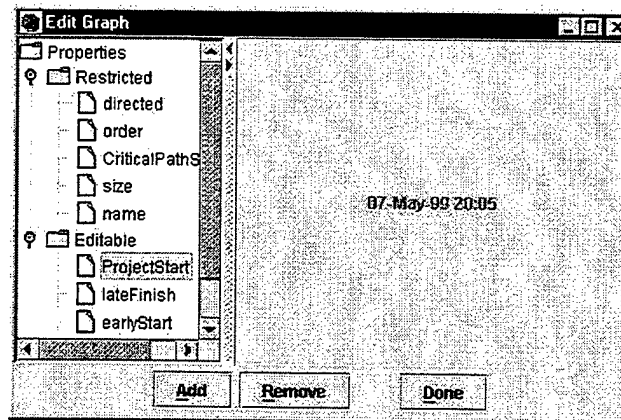 Edit Graph
Properties
Restricted
directed
order
CriticalPathS
size
name
Editable
ProjectStart
lateFinish
earlyStart
07-May-99 20:05
Add Remove Done